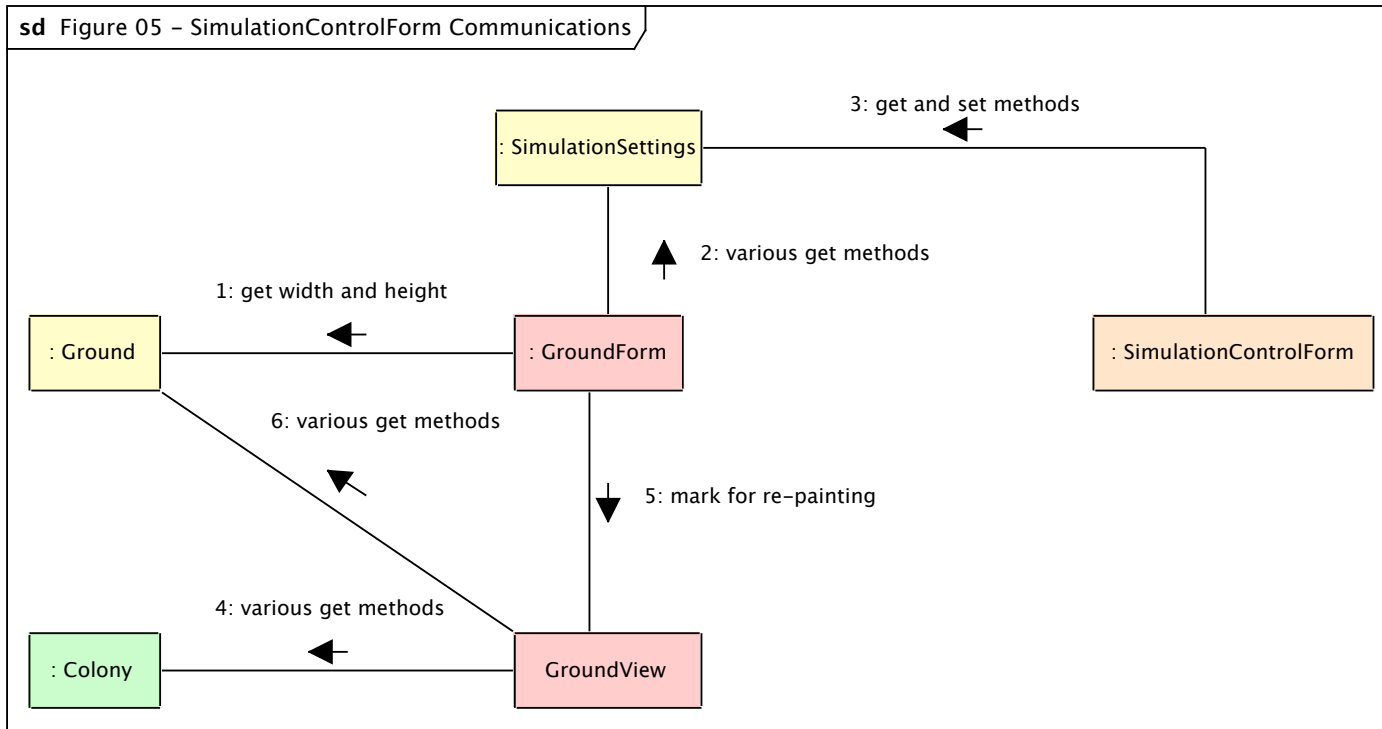 sd Figure 05 – SimulationControlForm Communications
3: get and set methods
: SimulationSettings
2: various get methods
1: get width and height
: Ground
: GroundForm
: SimulationControlForm
6: various get methods
5: mark for re–painting
4: various get methods
: Colony
GroundView